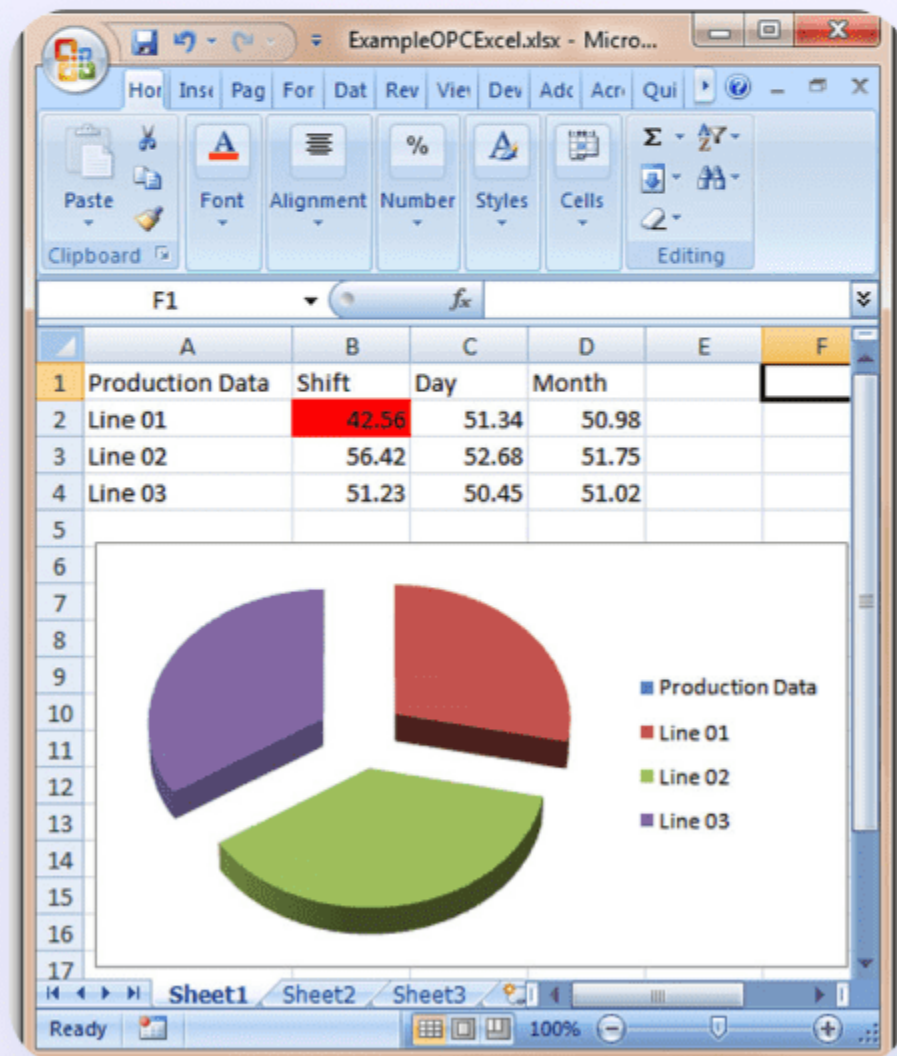 ExampleOPCExcel.xlsx - Micro...
Hor Inse Pag For Dat Rev Vie Dev Adc Acr Qui
Paste Font Alignment Number Styles Cells
Clipboard Editing
F1 fx
A B C D E F
1 Production Data Shift Day Month
2 Line 01 42.56 51.34 50.98
3 Line 02 56.42 52.68 51.75
4 Line 03 51.23 50.45 51.02
5
6
7
8
9
Production Data
10
Line 01
11
Line 02
12
Line 03
13
14
15
16
17
Sheet1 Sheet2 Sheet3
Ready 100%